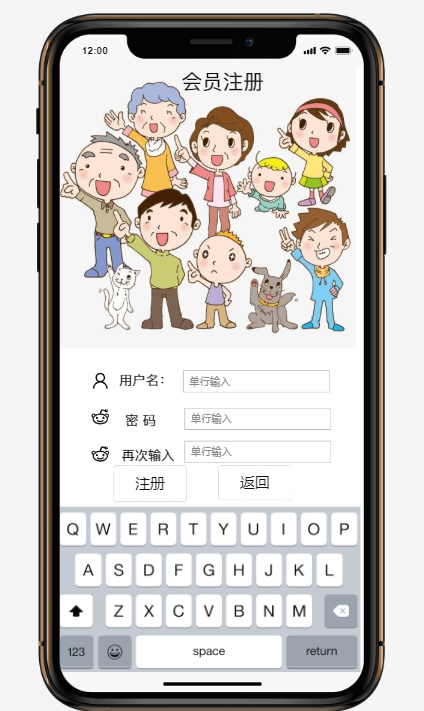 12:00
会员注册
用户名： 单行输入
密 码 单行输入
再次输入 单行输入
注册 返回
Q W E R T Y U I O P
A S D F G H J K L
Z X C V B N M
123 space return